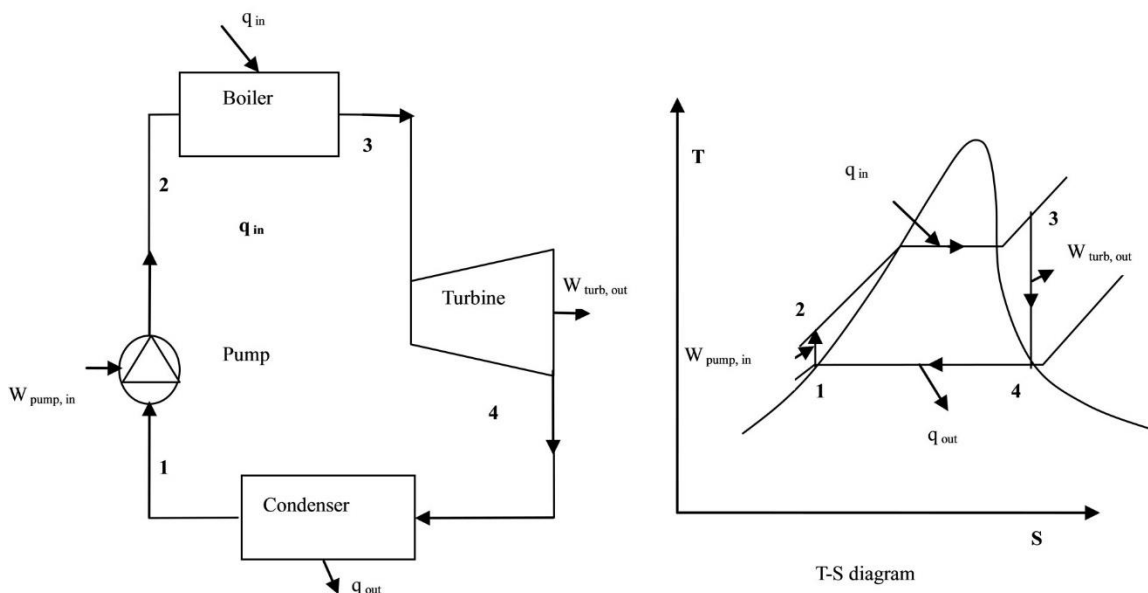 q in
Boiler
3
2
q in
Turbine
W turb, out
Pump
W pump, in
4
1
Condenser
q out
T
q in
3
W turb, out
2
W pump, in
1
4
q out
S
T-S diagram